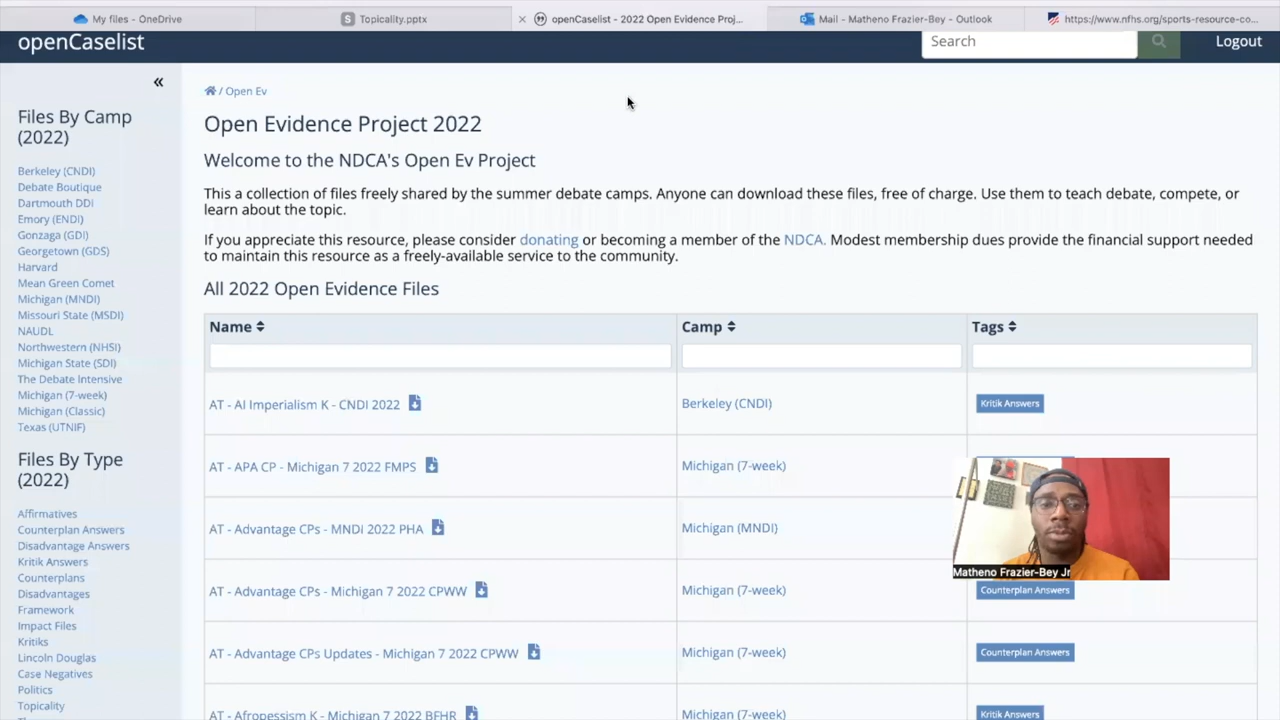 My files - OneDrive
Topicality.pptx
openCaselist - 2022 Open Evidence Proj...
Mail - Matheno Frazier-Bey - Outlook
https://www.nfhs.org/sports-resource-co...
openCaselist
Search
Logout
«
Files By Camp
(2022)
Berkeley (CNDI)
Debate Boutique
Dartmouth DDI
Emory (ENDI)
Gonzaga (GDI)
Georgetown (GDS)
Harvard
Mean Green Comet
Michigan (MNDI)
Missouri State (MSDI)
NAUDL
Northwestern (NHSI)
Michigan State (SDI)
The Debate Intensive
Michigan (7-week)
Michigan (Classic)
Texas (UTNIF)
Files By Type
(2022)
Affirmatives
Counterplan Answers
Disadvantage Answers
Kritik Answers
Counterplans
Disadvantages
Framework
Impact Files
Kritiks
Lincoln Douglas
Case Negatives
Politics
Topicality
/ Open Ev
Open Evidence Project 2022
Welcome to the NDCA's Open Ev Project
This a collection of files freely shared by the summer debate camps. Anyone can download these files, free of charge. Use them to teach debate, compete, or
learn about the topic.
If you appreciate this resource, please consider donating or becoming a member of the NDCA. Modest membership dues provide the financial support needed
to maintain this resource as a freely-available service to the community.
All 2022 Open Evidence Files
Name Camp Tags
AT - AI Imperialism K - CNDI 2022 Berkeley (CNDI) Kritik Answers
AT - APA CP - Michigan 7 2022 FMPS Michigan (7-week)
AT - Advantage CPs - MNDI 2022 PHA Michigan (MNDI)
Matheno Frazier-Bey Jr
AT - Advantage CPs - Michigan 7 2022 CPWW Michigan (7-week) Counterplan Answers
AT - Advantage CPs Updates - Michigan 7 2022 CPWW Michigan (7-week) Counterplan Answers
AT - Afropessism K - Michigan 7 2022 BFHR Michigan (7-week) Kritik Answers